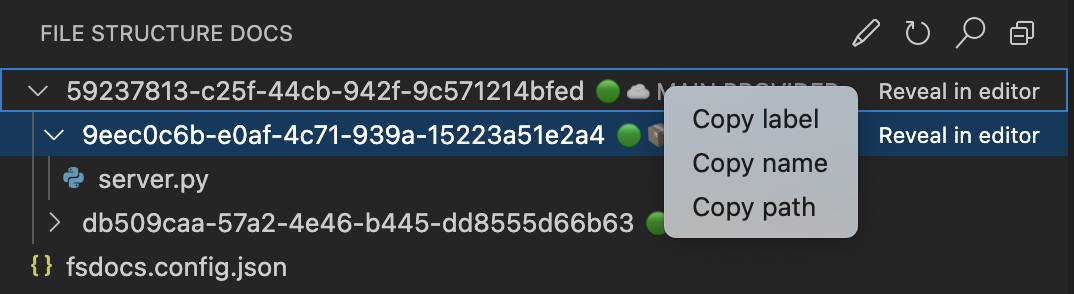 FILE STRUCTURE DOCS
59237813-c25f-44cb-942f-9c571214bfed MAIN PROVIDER Reveal in editor
Copy label
9eec0c6b-e0af-4c71-939a-15223a51e2a4 Reveal in editor
Copy name
server.py
Copy path
db509caa-57a2-4e46-b445-dd8555d66b63
{} fsdocs.config.json